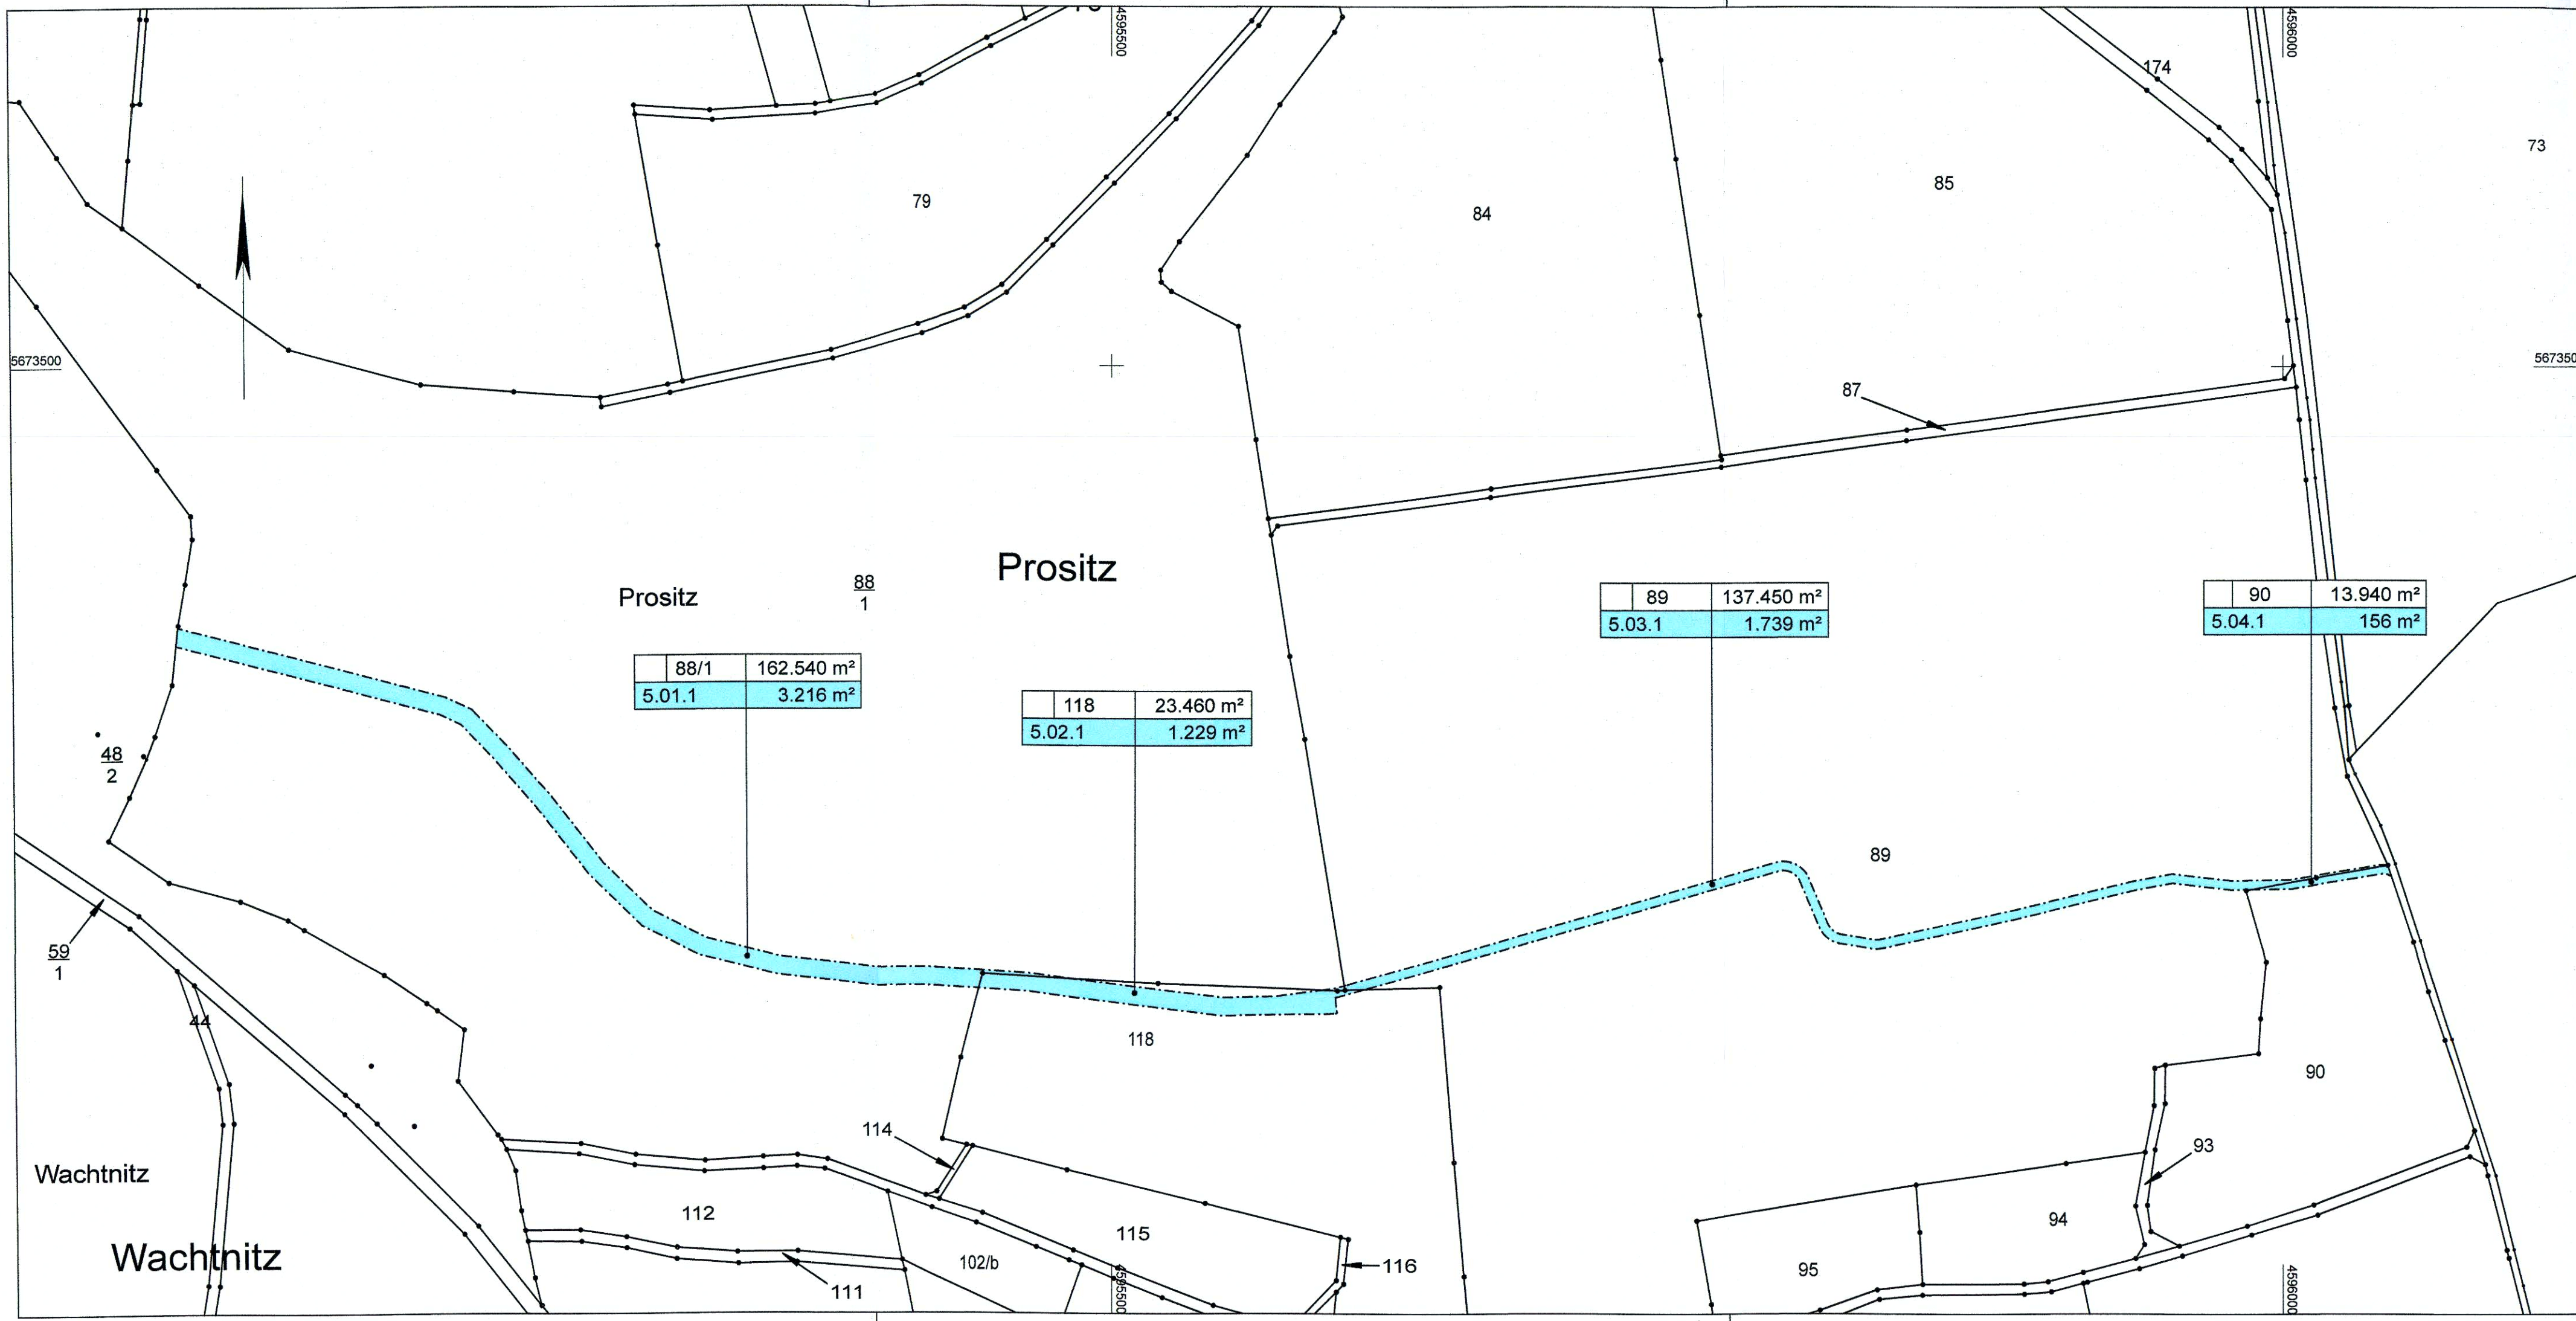 4595500
4596000
174
73
79
84
85
5673500
567350
87
Prositz
Prositz
88
1
89 137.450 m²
5.03.1 1.739 m²
90 13.940 m²
5.04.1 156 m²
88/1 162.540 m²
5.01.1 3.216 m²
118 23.460 m²
5.02.1 1.229 m²
48
2
89
59
1
44
118
90
114
93
Wachtnitz
112
115
94
Wachtnitz
102/b
116
95
111
4595500
4596000